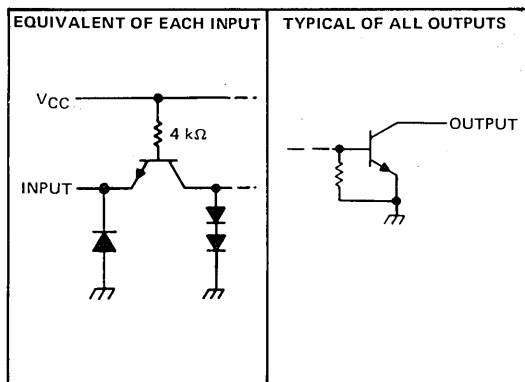 EQUIVALENT OF EACH INPUT
VCC
4 kΩ
INPUT
TYPICAL OF ALL OUTPUTS
OUTPUT